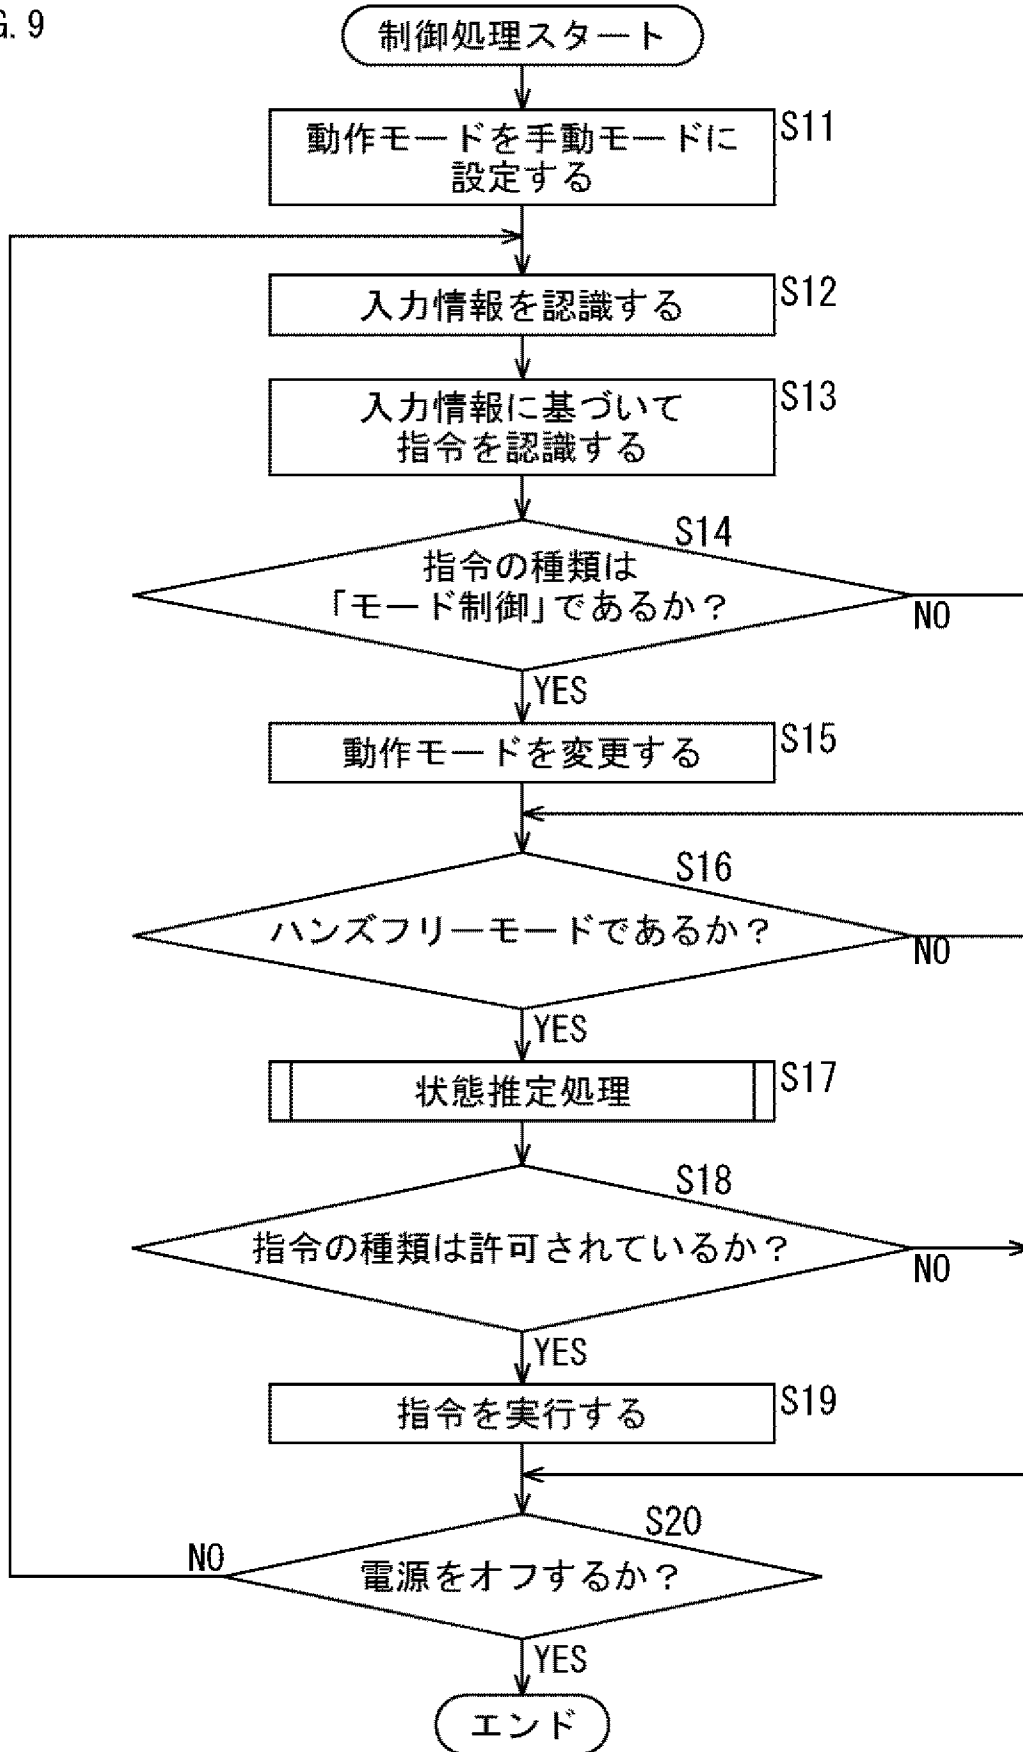 G. 9
制御処理スタート
動作モードを手動モードに
設定する
S11
入力情報を認識する
S12
入力情報に基づいて
指令を認識する
S13
S14
指令の種類は
「モード制御」であるか？
NO
YES
動作モードを変更する
S15
S16
ハンズフリーモードであるか？
NO
YES
状態推定処理
S17
S18
指令の種類は許可されているか？
NO
YES
指令を実行する
S19
S20
NO
電源をオフするか？
YES
エンド